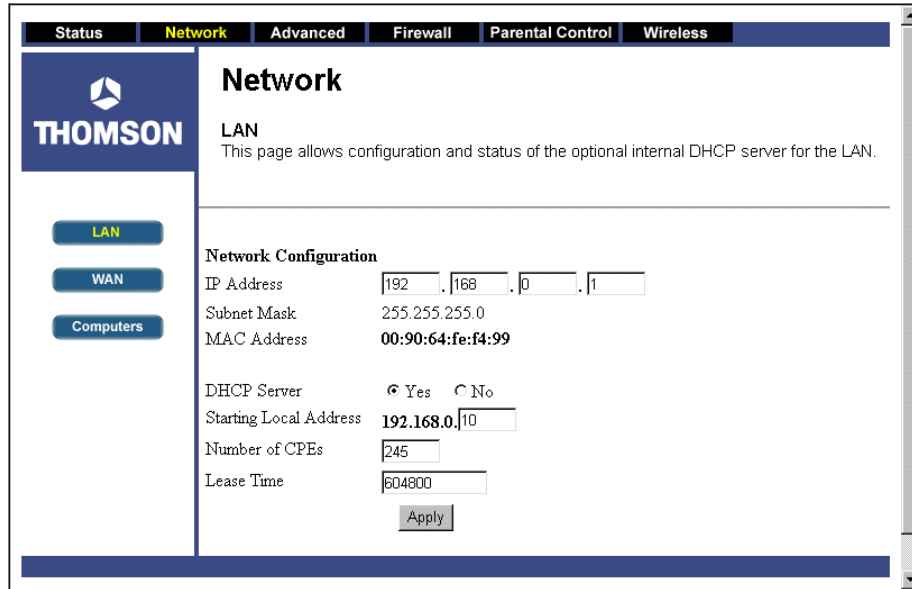 Status Network Advanced Firewall Parental Control Wireless
THOMSON
Network
LAN
This page allows configuration and status of the optional internal DHCP server for the LAN.
LAN
WAN
Computers
Network Configuration
IP Address 192 . 168 . 0 . 1
Subnet Mask 255.255.255.0
MAC Address 00:90:64:fe:f4:99
DHCP Server Yes No
Starting Local Address 192.168.0.10
Number of CPEs 245
Lease Time 604800
Apply